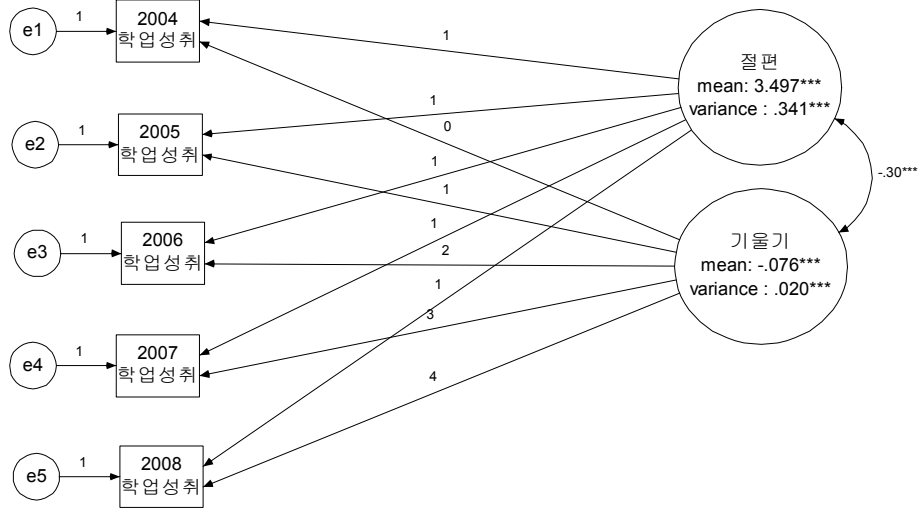 e1
1
2004
학업성취
1
절편
mean: 3.497***
variance : .341***
e2
1
2005
학업성취
1
0
-.30***
e3
1
2006
학업성취
1
1
1
2
기울기
mean: -.076***
variance : .020***
e4
1
2007
학업성취
1
3
e5
1
2008
학업성취
4